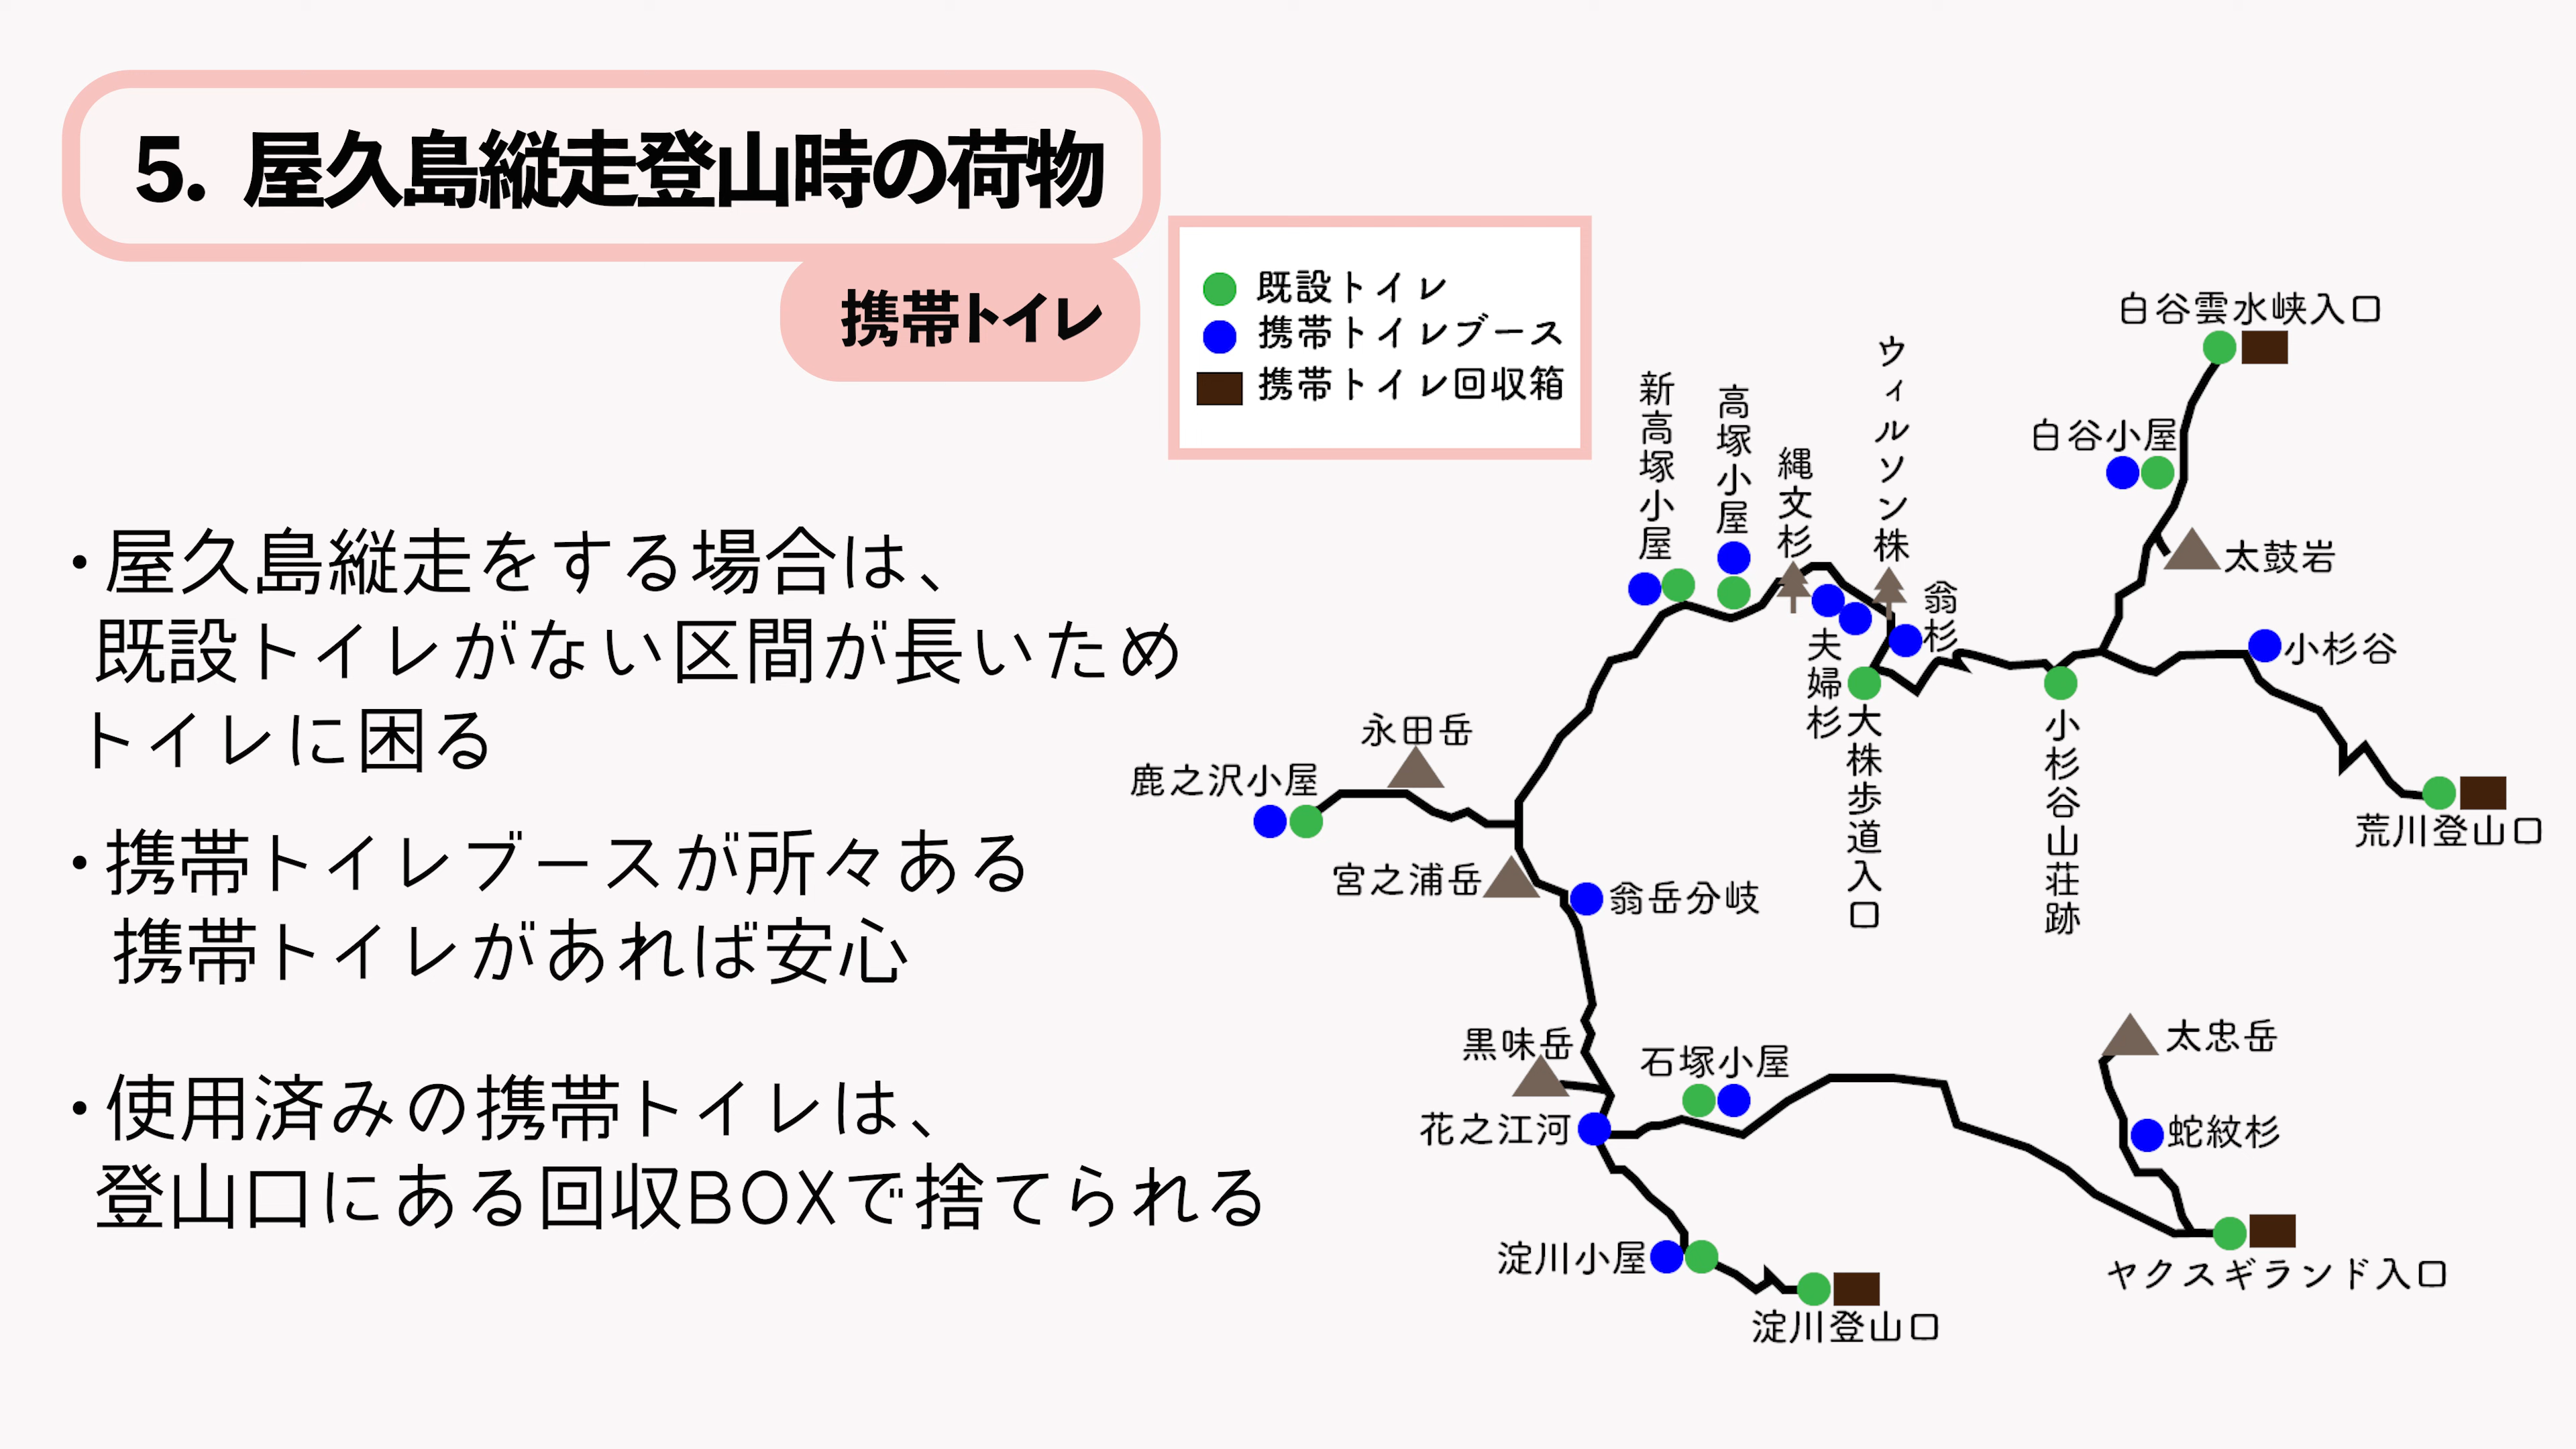 5. 屋久島縦走登山時の荷物
携帯トイレ
既設トイレ
携帯トイレブース
携帯トイレ回収箱
・屋久島縦走をする場合は、
既設トイレがない区間が長いため
トイレに困る
・携帯トイレブースが所々ある
携帯トイレがあれば安心
・使用済みの携帯トイレは、
登山口にある回収BOXで捨てられる
白谷雲水峡入口
白谷小屋
太鼓岩
新高塚小屋
高塚小屋
縄文杉
ウィルソン株
翁杉
夫婦杉
大株歩道入口
小杉谷山荘跡
小杉谷
荒川登山口
永田岳
鹿之沢小屋
宮之浦岳
翁岳分岐
黒味岳
石塚小屋
花之江河
太忠岳
蛇紋杉
ヤクスギランド入口
淀川小屋
淀川登山口